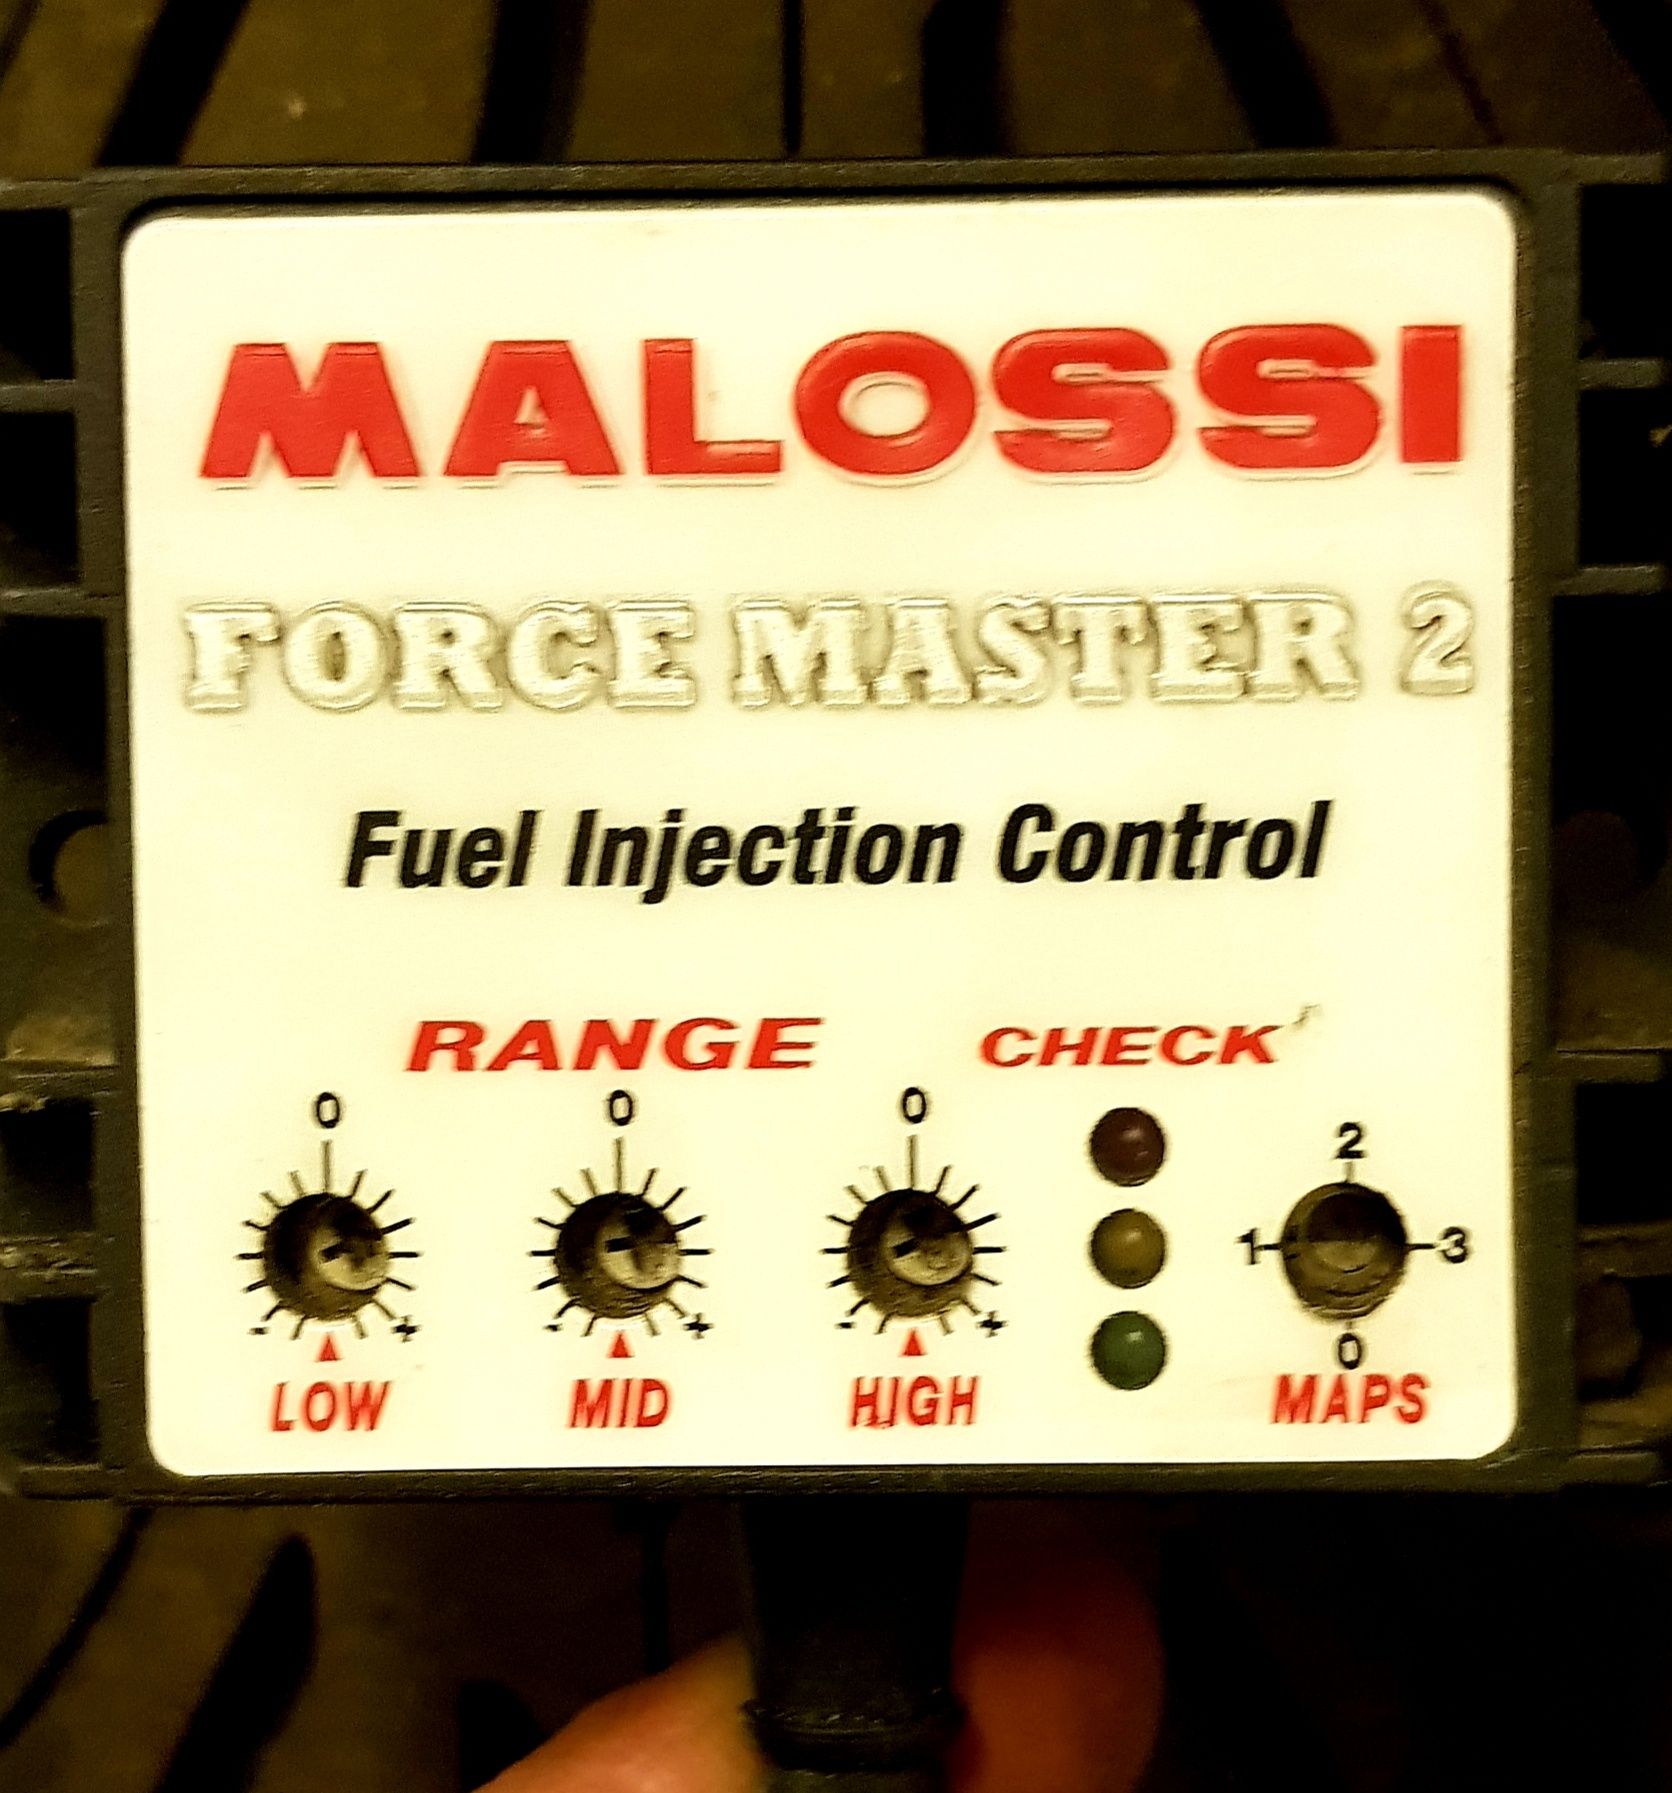 MALOSSI
FORCE MASTER 2
Fuel Injection Control
RANGE CHECK
0 0 0
2
1 3
- + - + - +
0
LOW MID HIGH MAPS